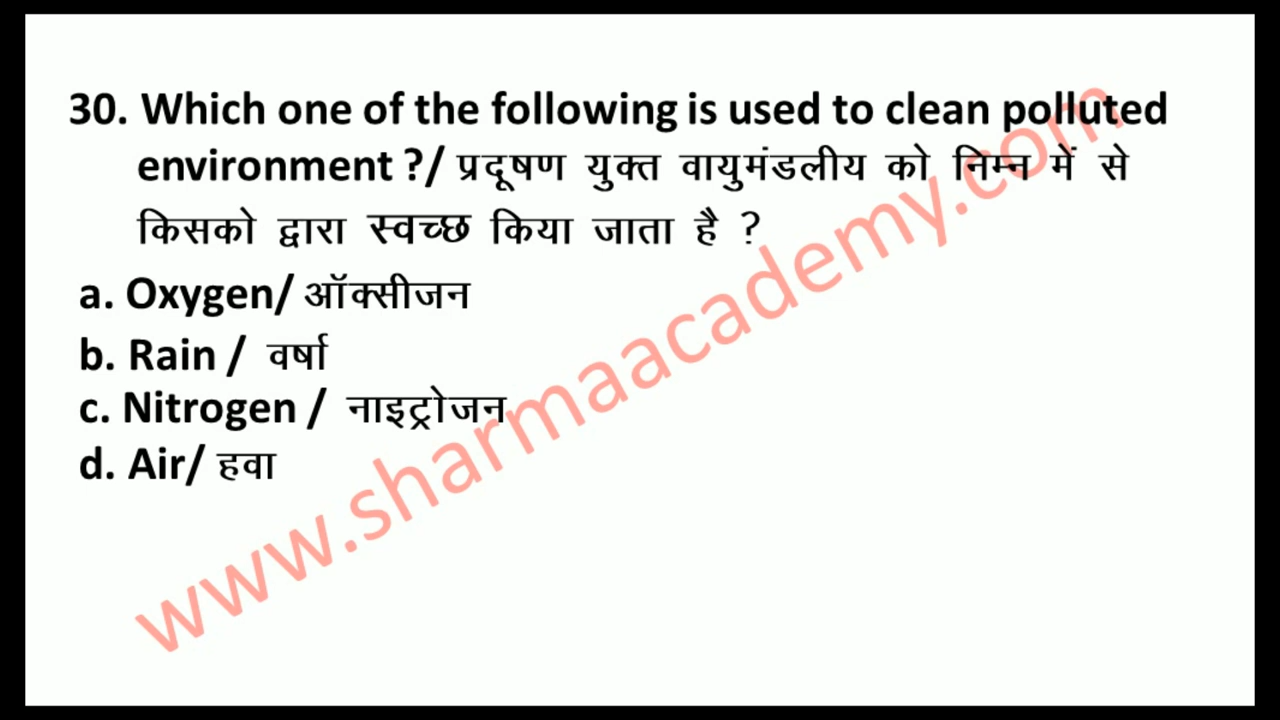 30. Which one of the following is used to clean polluted
environment ?/ प्रदूषण युक्त वायुमंडलीय को निम्न में से
किसको द्वारा स्वच्छ किया जाता है ?
a. Oxygen/ ऑक्सीजन
b. Rain / वर्षा
c. Nitrogen / नाइट्रोजन
d. Air/ हवा
www.sharmaacademy.com